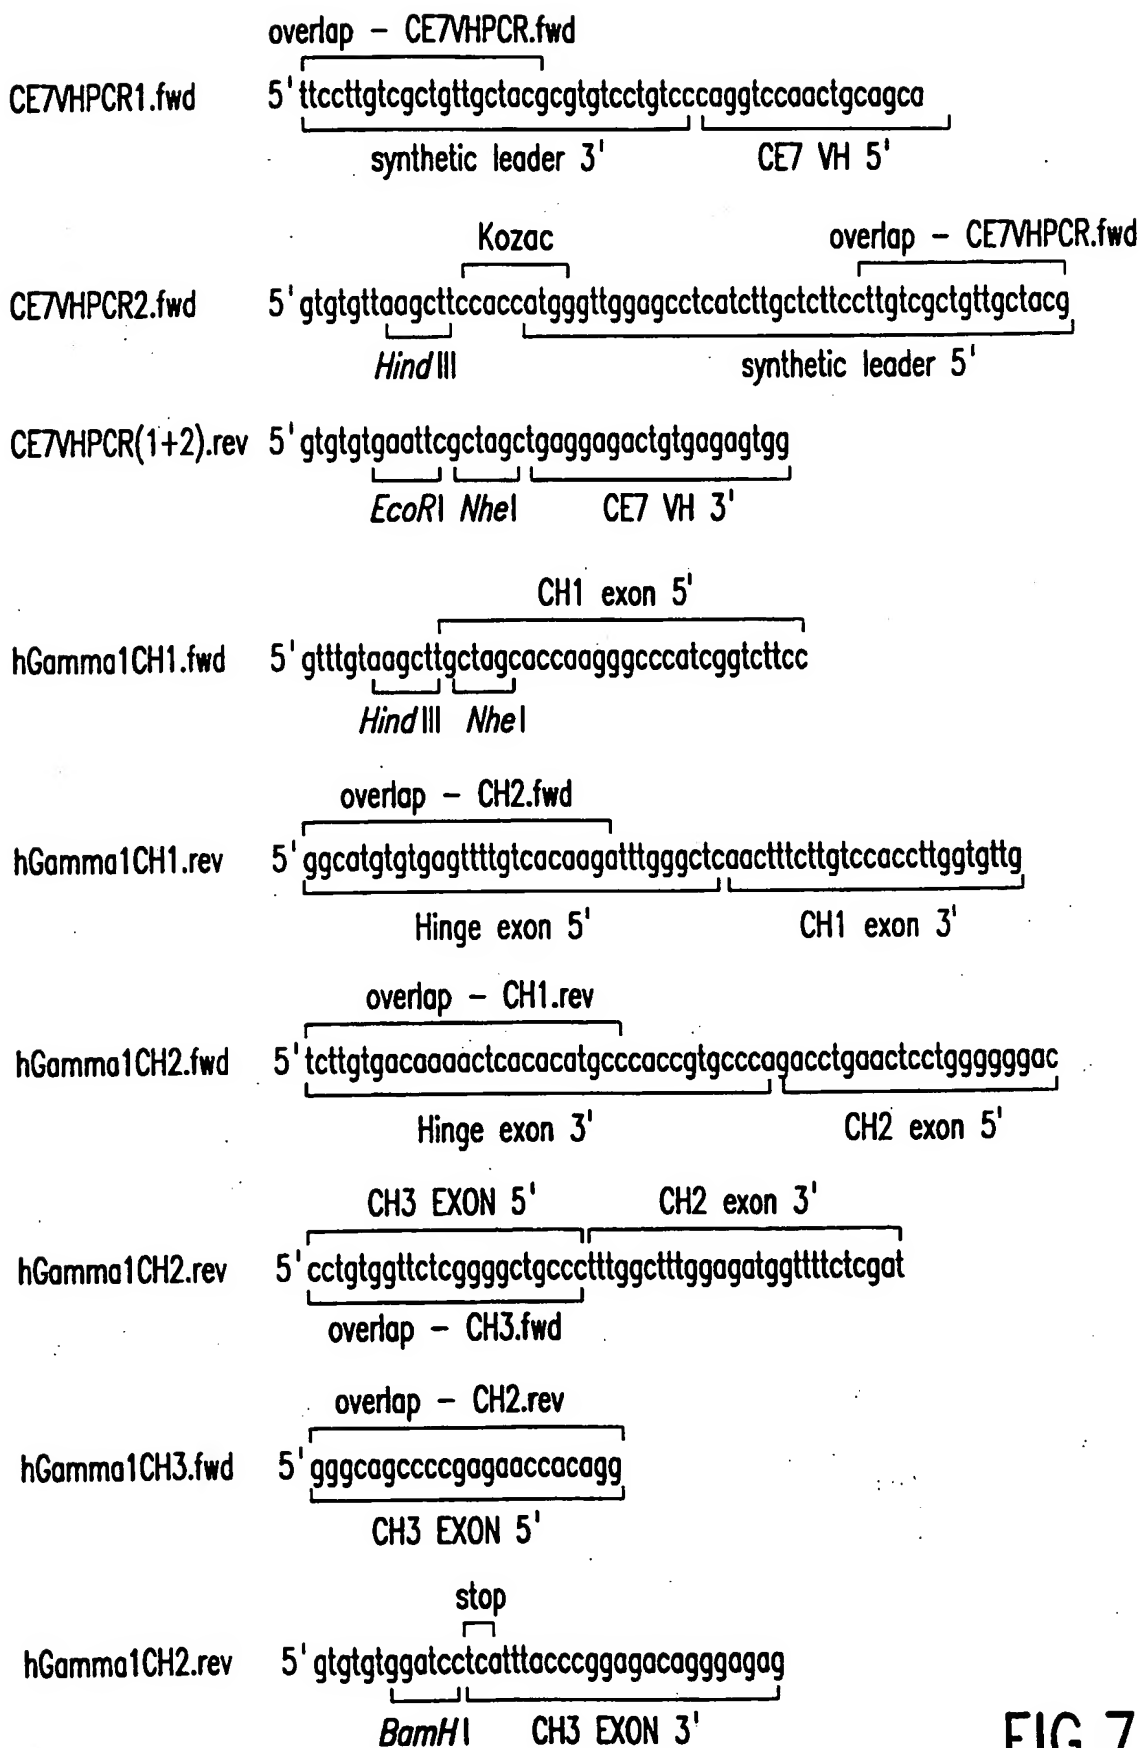 overlap – CE7VHPCR.fwd
CE7VHPCR1.fwd 5'ttccttgtcgctgttgctacgcgtgtcctgtcccaggtccaactgcagca
synthetic leader 3' CE7 VH 5'
Kozac overlap – CE7VHPCR.fwd
CE7VHPCR2.fwd 5'gtgtgttaagcttccaccatgggttggagcctcatcttgctcttccttgtcgctgttgctacg
HindIII synthetic leader 5'
CE7VHPCR(1+2).rev 5'gtgtgtgaattcgctagctgaggagactgtgagagtgg
EcoRI NheI CE7 VH 3'
CH1 exon 5'
hGamma1CH1.fwd 5'gtttgtaagcttgctagcaccaagggcccatcggtcttcc
HindIII NheI
overlap – CH2.fwd
hGamma1CH1.rev 5'ggcatgtgtgagttttgtcacaagatttgggctcaactttcttgtccaccttggtgttg
Hinge exon 5' CH1 exon 3'
overlap – CH1.rev
hGamma1CH2.fwd 5'tcttgtgacaaaactcacacatgcccaccgtgcccagacctgaactcctggggggac
Hinge exon 3' CH2 exon 5'
CH3 EXON 5' CH2 exon 3'
hGamma1CH2.rev 5'cctgtggttctcggggctgccctttggctttggagatggttttctcgat
overlap – CH3.fwd
overlap – CH2.rev
hGamma1CH3.fwd 5'gggcagccccgagaaccacagg
CH3 EXON 5'
stop
hGamma1CH2.rev 5'gtgtgtggatcctcatttacccggagacagggagag
BamHI CH3 EXON 3'
FIG. 7